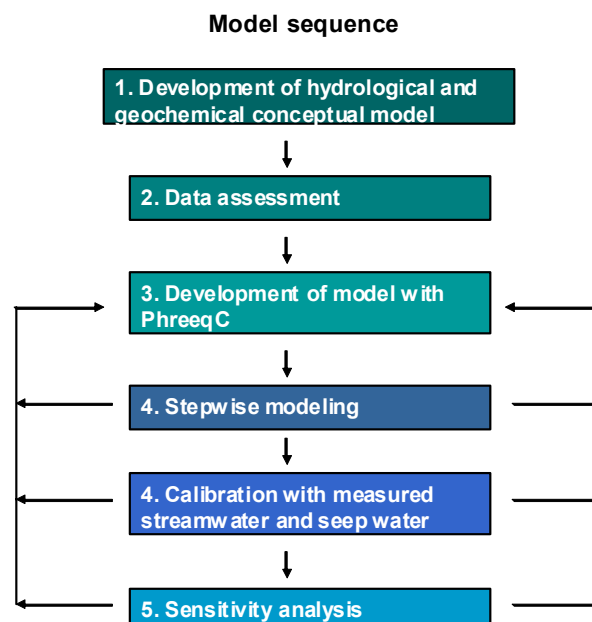 Model sequence
1. Development of hydrological and
geochemical conceptual model
2. Data assessment
3. Development of model with
PhreeqC
4. Stepwise modeling
4. Calibration with measured
streamwater and seep water
5. Sensitivity analysis